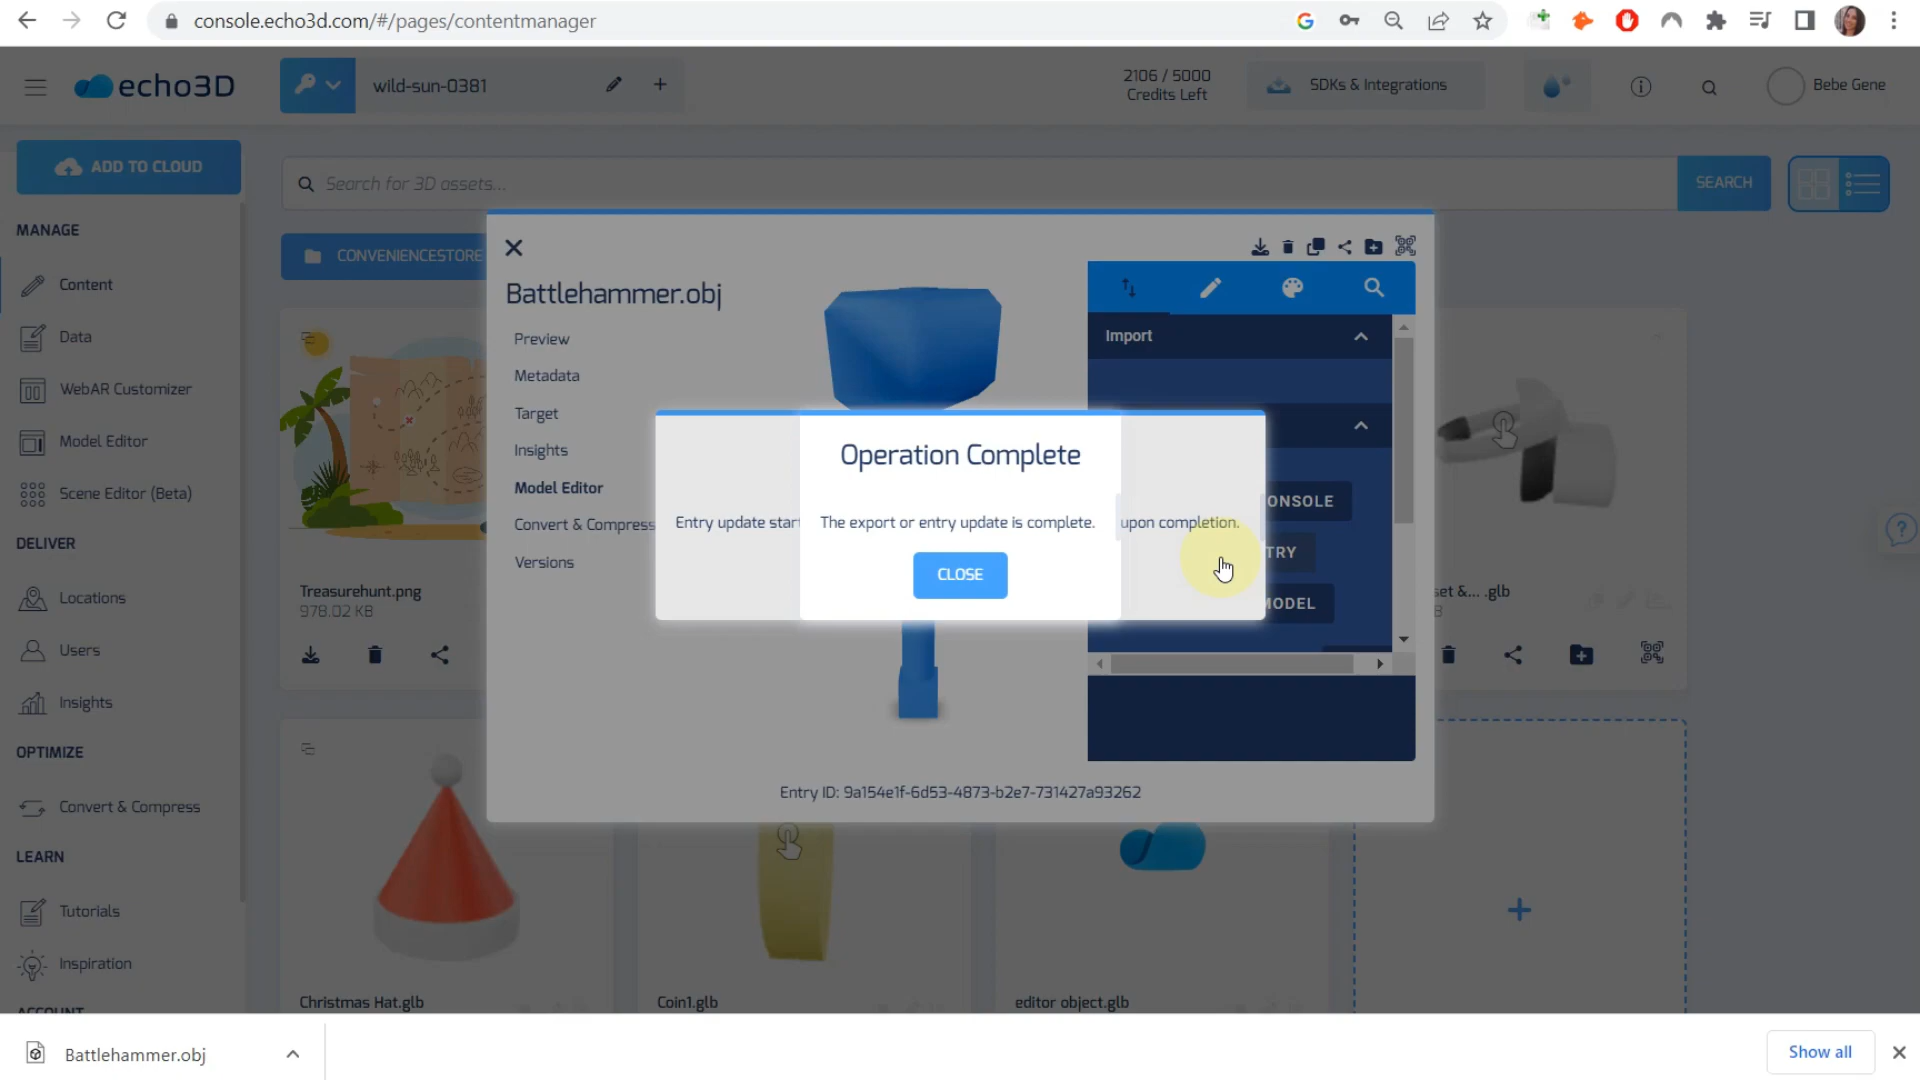 console.echo3d.com/#/pages/contentmanager
echo3D
wild-sun-0381
2106 / 5000
Credits Left
SDKs & Integrations
Bebe Gene
ADD TO CLOUD
Search for 3D assets...
SEARCH
MANAGE
Content
Data
WebAR Customizer
Model Editor
Scene Editor (Beta)
DELIVER
Locations
Users
Insights
OPTIMIZE
Convert & Compress
LEARN
Tutorials
Inspiration
ACCOUNT
CONVENIENCESTORE
Battlehammer.obj
Preview
Metadata
Target
Insights
Model Editor
Convert & Compress
Versions
Import
ONSOLE
TRY
MODEL
Operation Complete
Entry update star
The export or entry update is complete.
upon completion.
CLOSE
Entry ID: 9a154e1f-6d53-4873-b2e7-731427a93262
Treasurehunt.png
978.02 KB
set &... .glb
B
Christmas Hat.glb
Coin1.glb
editor object.glb
Battlehammer.obj
Show all